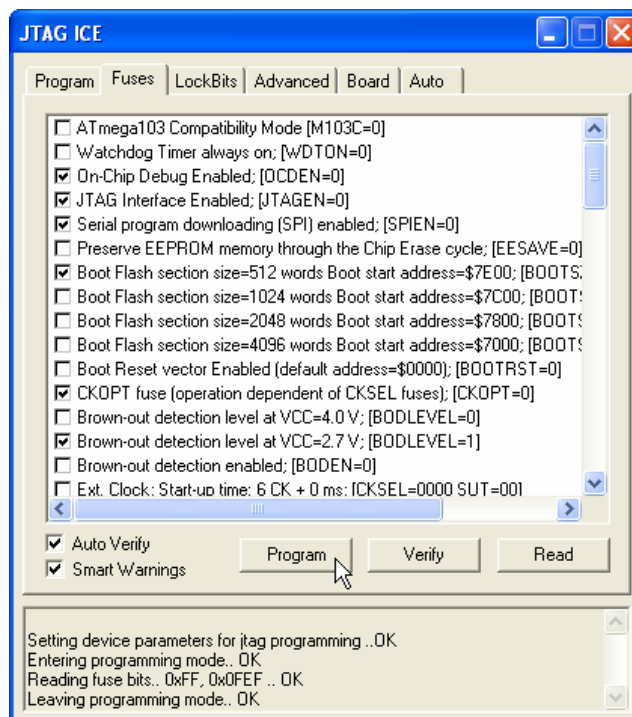 JTAG ICE
Program Fuses LockBits Advanced Board Auto
ATmega103 Compatibility Mode [M103C=0]
Watchdog Timer always on; [WDTON=0]
On-Chip Debug Enabled; [OCDEN=0]
JTAG Interface Enabled; [JTAGEN=0]
Serial program downloading (SPI) enabled; [SPIEN=0]
Preserve EEPROM memory through the Chip Erase cycle; [EESAVE=0]
Boot Flash section size=512 words Boot start address=$7E00; [BOOTSZ
Boot Flash section size=1024 words Boot start address=$7C00; [BOOTS
Boot Flash section size=2048 words Boot start address=$7800; [BOOTS
Boot Flash section size=4096 words Boot start address=$7000; [BOOTS
Boot Reset vector Enabled (default address=$0000); [BOOTRST=0]
CKOPT fuse (operation dependent of CKSEL fuses); [CKOPT=0]
Brown-out detection level at VCC=4.0 V; [BODLEVEL=0]
Brown-out detection level at VCC=2.7 V; [BODLEVEL=1]
Brown-out detection enabled; [BODEN=0]
Ext. Clock; Start-up time: 6 CK + 0 ms; [CKSEL=0000 SUT=00]
Auto Verify
Smart Warnings
Program Verify Read
Setting device parameters for jtag programming ..OK
Entering programming mode.. OK
Reading fuse bits.. 0xFF, 0x0FEF .. OK
Leaving programming mode.. OK